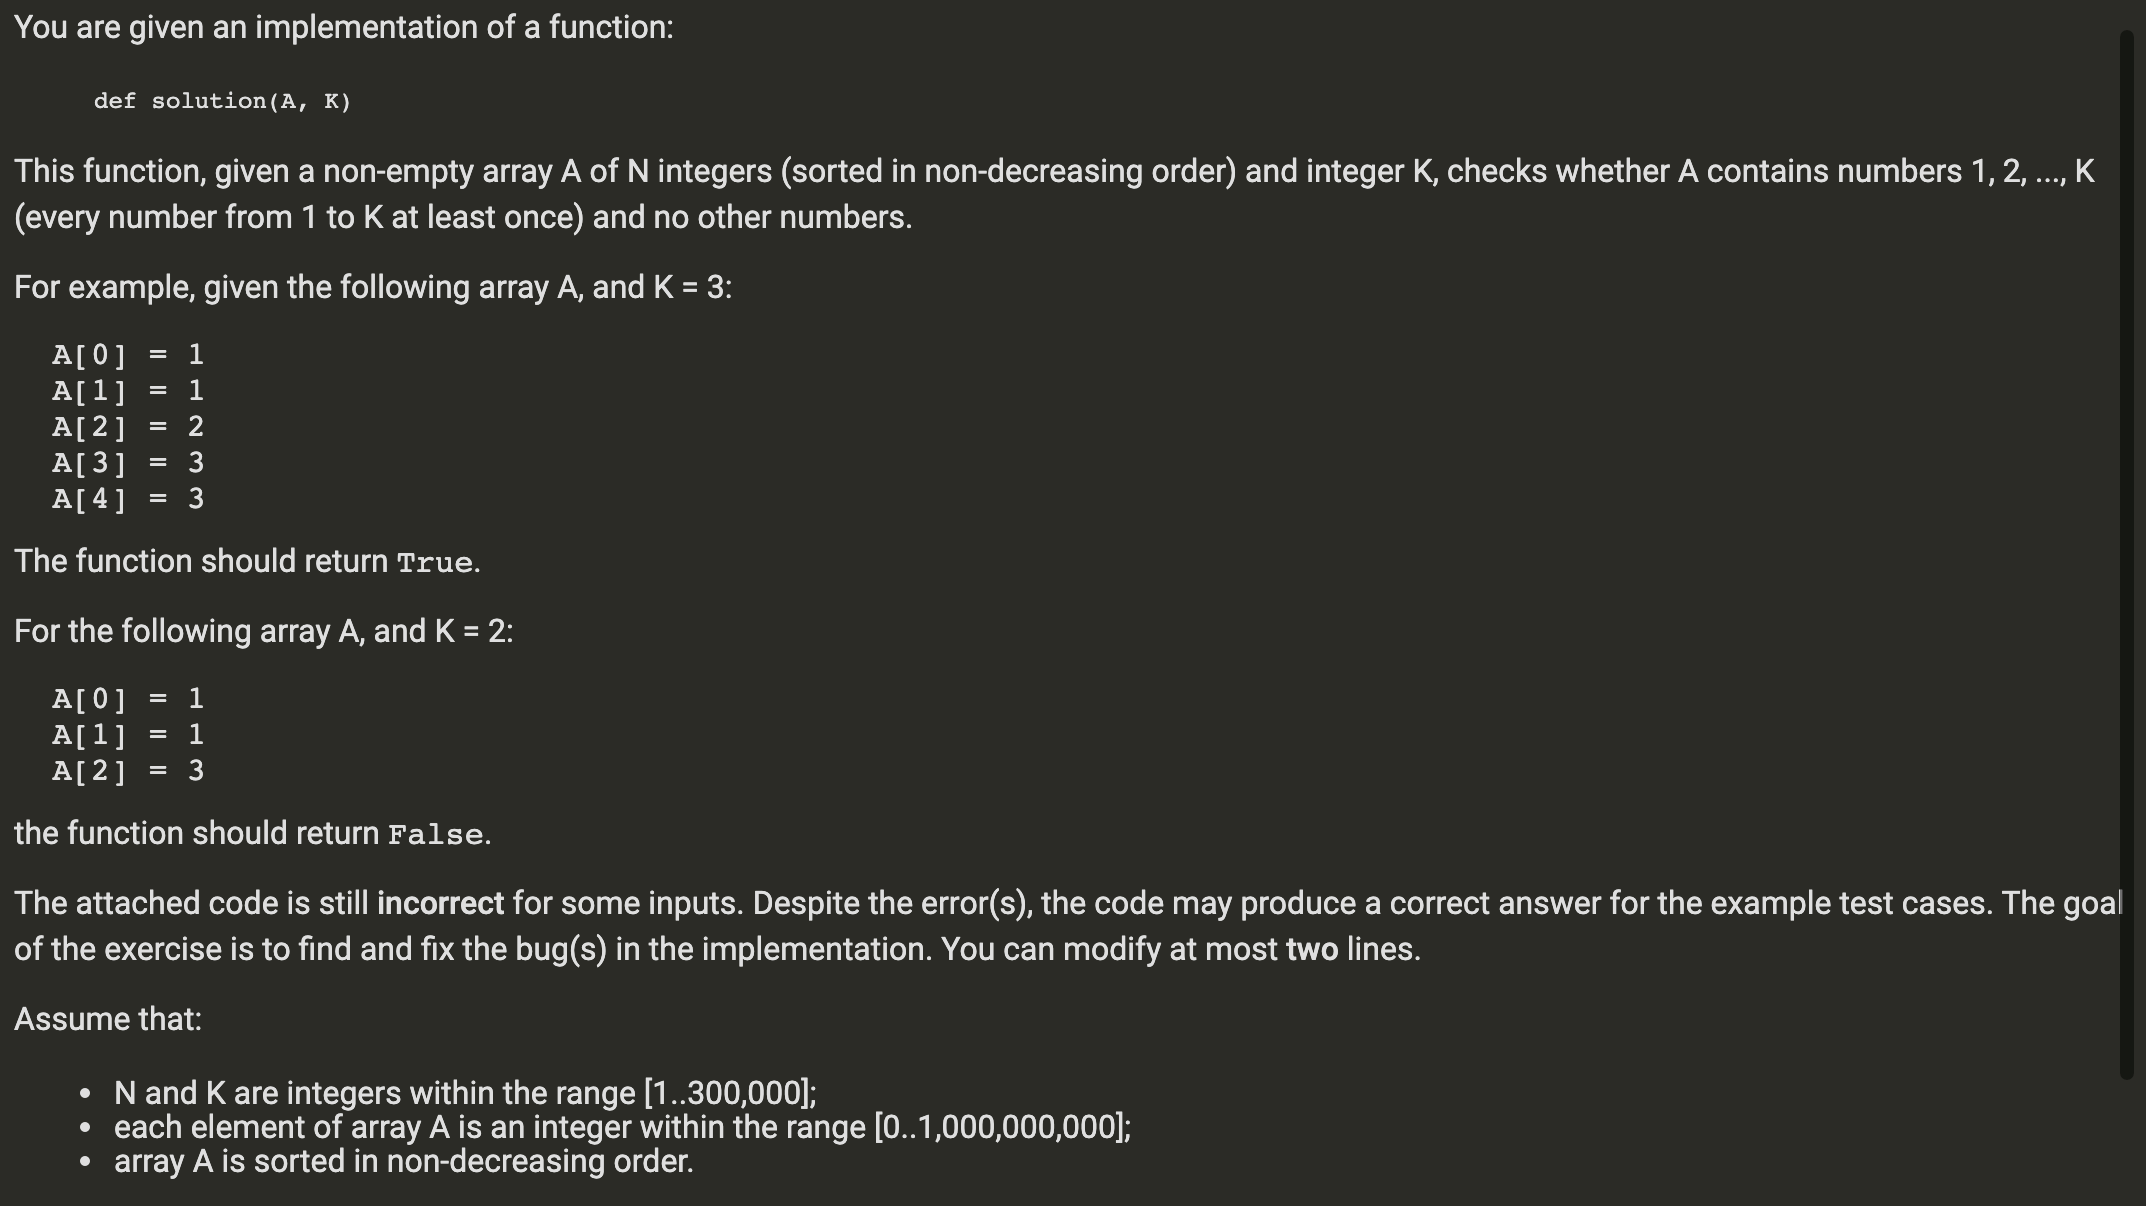 You are given an implementation of a function:
def solution(A, K)
This function, given a non-empty array A of N integers (sorted in non-decreasing order) and integer K, checks whether A contains numbers 1, 2, ..., K
(every number from 1 to K at least once) and no other numbers.
For example, given the following array A, and K = 3:
A[0] = 1
A[1] = 1
A[2] = 2
A[3] = 3
A[4] = 3
The function should return True.
For the following array A, and K = 2:
A[0] = 1
A[1] = 1
A[2] = 3
the function should return False.
The attached code is still incorrect for some inputs. Despite the error(s), the code may produce a correct answer for the example test cases. The goal
of the exercise is to find and fix the bug(s) in the implementation. You can modify at most two lines.
Assume that:
• N and K are integers within the range [1..300,000];
• each element of array A is an integer within the range [0..1,000,000,000];
• array A is sorted in non-decreasing order.